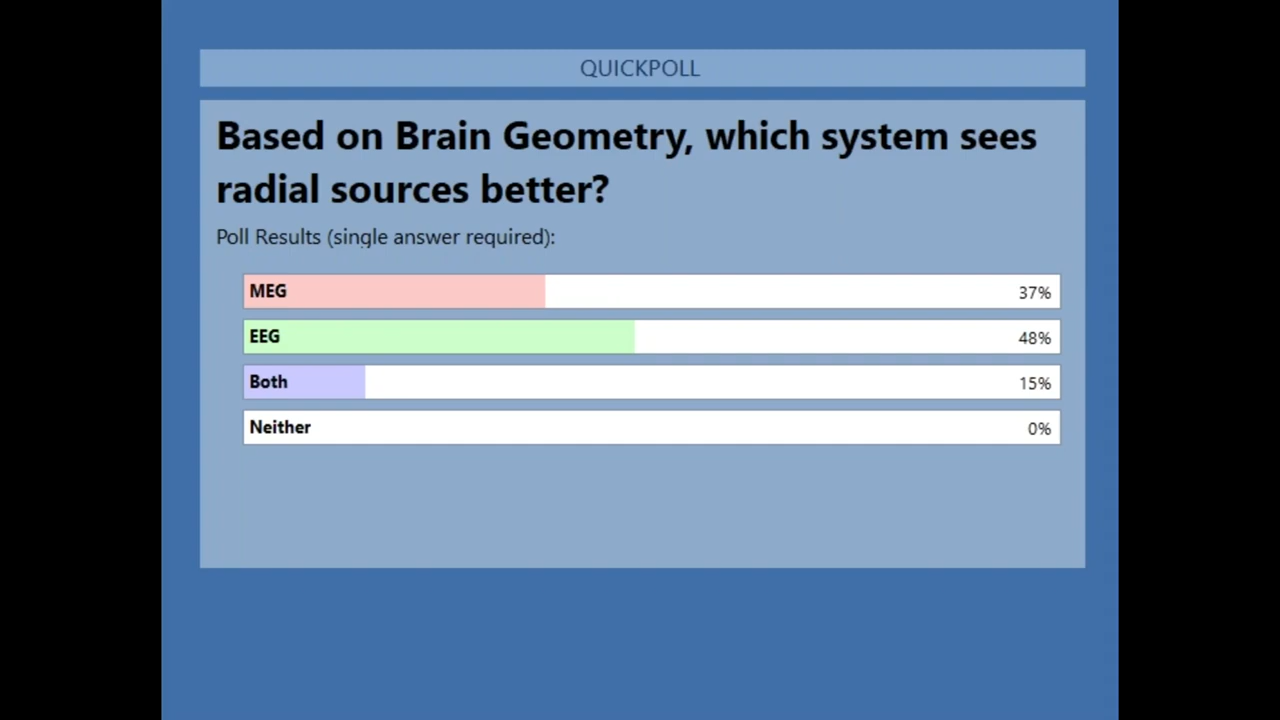 QUICKPOLL
Based on Brain Geometry, which system sees
radial sources better?
Poll Results (single answer required):
MEG 37%
EEG 48%
Both 15%
Neither 0%